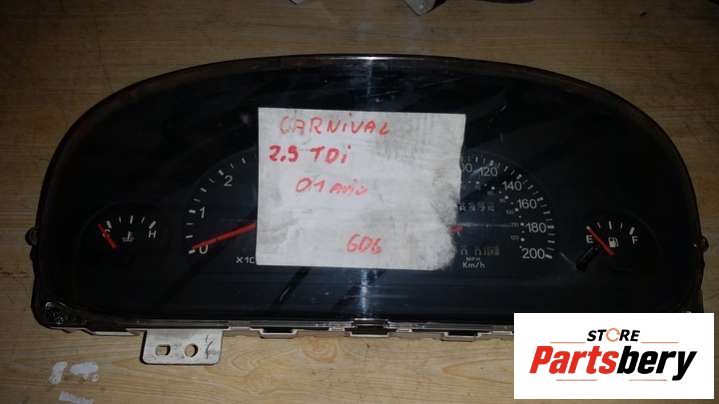 CARNIVAL
2,5 TDi
01 año
606
2
1
0
X10
H
120
140
160
180
200
MPH
Km/h
E
F
STORE
Partsbery